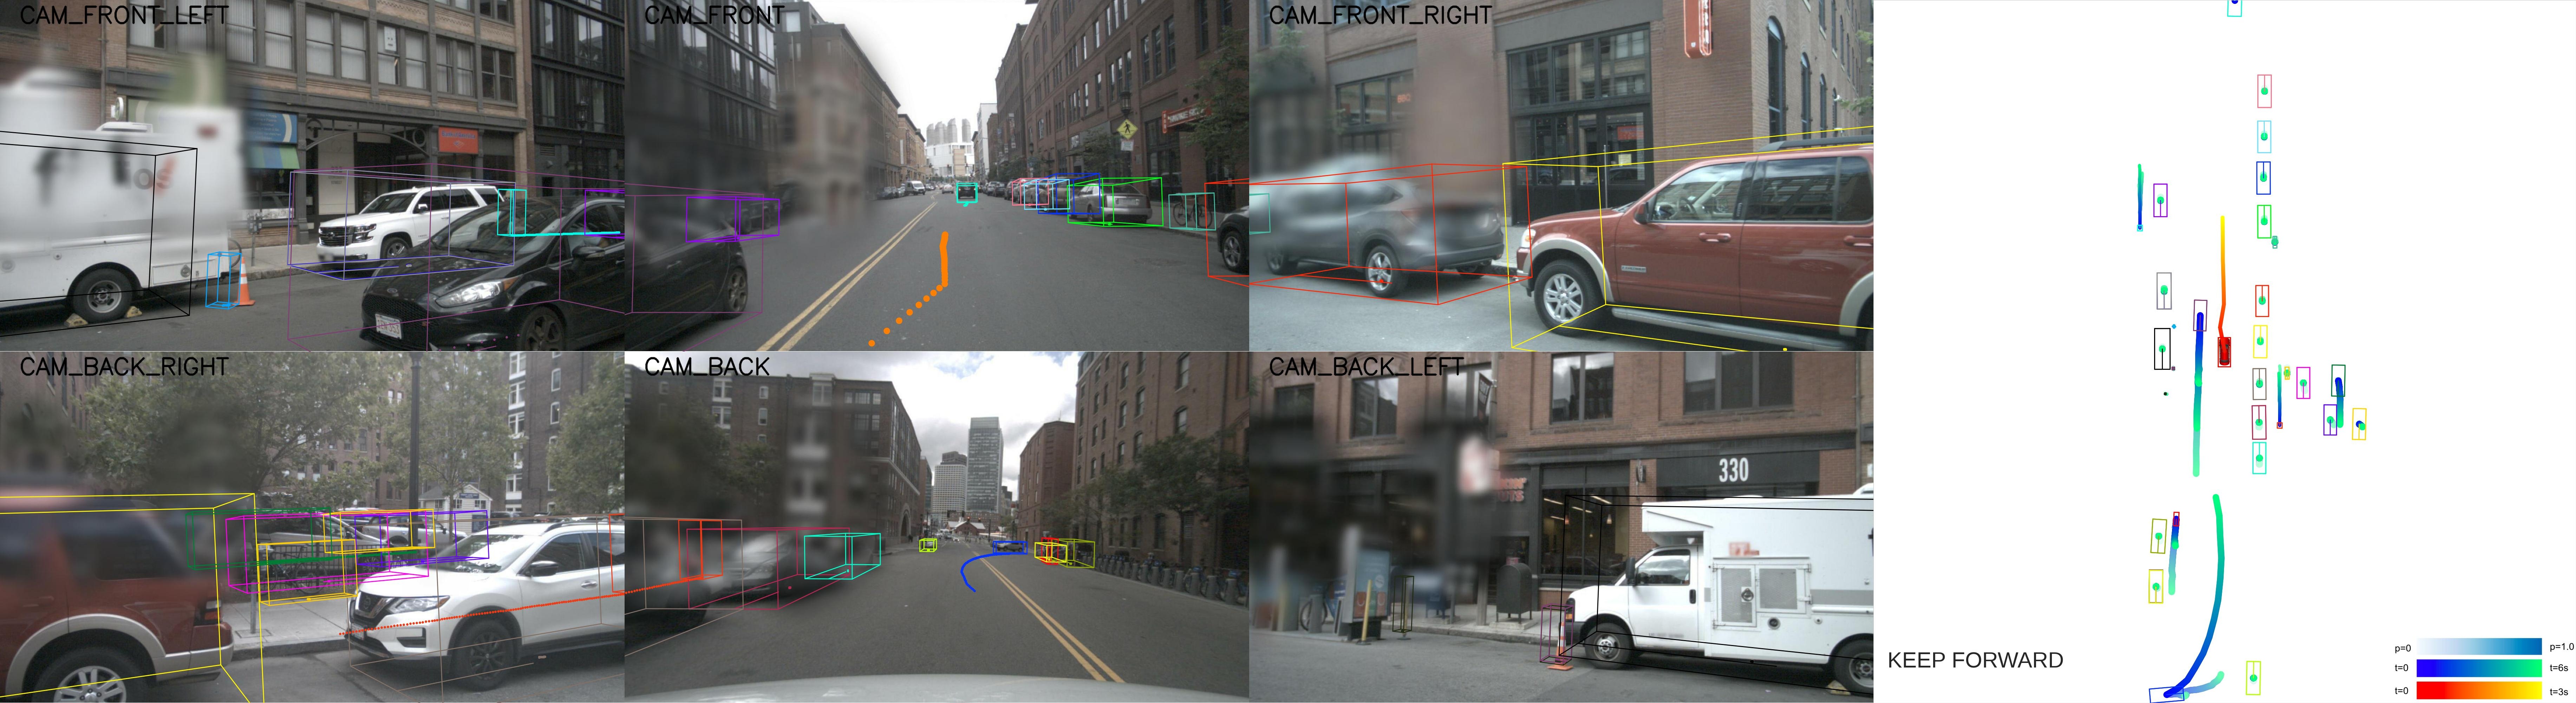 CAM_FRONT_LEFT
CAM_FRONT
CAM_FRONT_RIGHT
CAM_BACK_RIGHT
CAM_BACK
CAM_BACK_LEFT
330
KEEP FORWARD
p=0
p=1.0
t=0
t=6s
t=0
t=3s